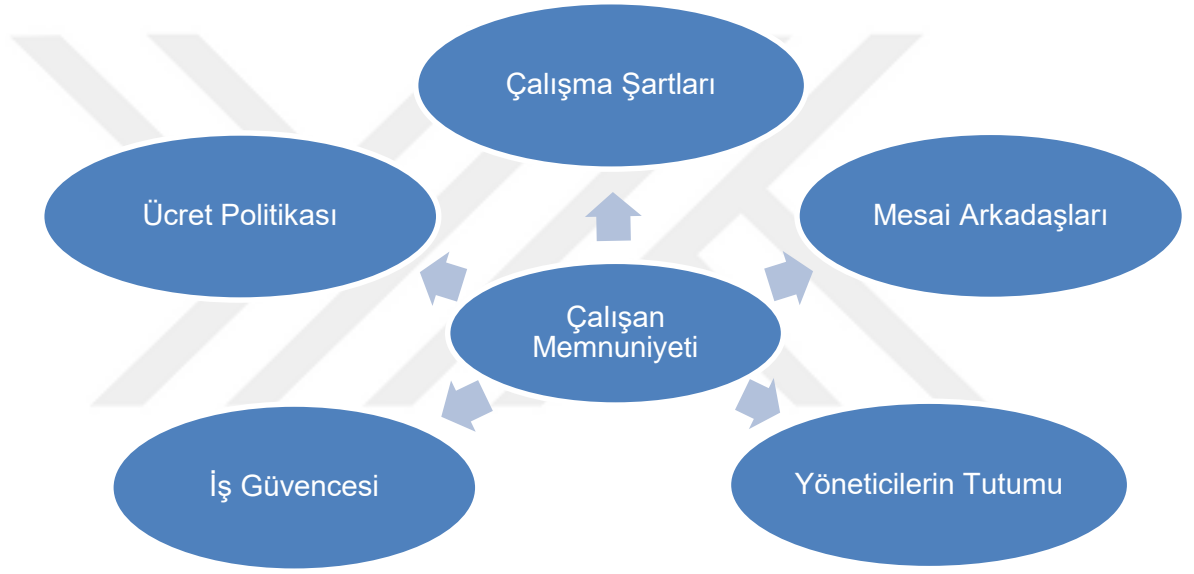 Çalışma Şartları
Ücret Politikası
Mesai Arkadaşları
Çalışan
Memnuniyeti
İş Güvencesi
Yöneticilerin Tutumu